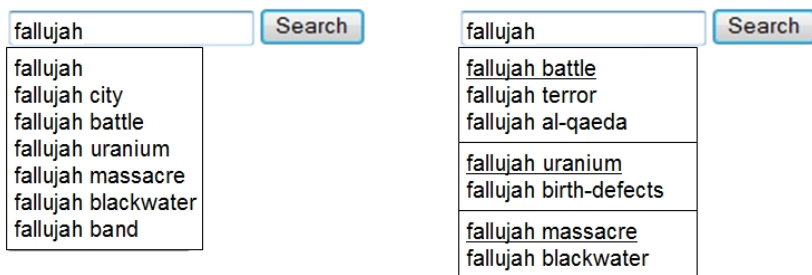 fallujah Search
fallujah
fallujah city
fallujah battle
fallujah uranium
fallujah massacre
fallujah blackwater
fallujah band
fallujah Search
fallujah battle
fallujah terror
fallujah al-qaeda
fallujah uranium
fallujah birth-defects
fallujah massacre
fallujah blackwater